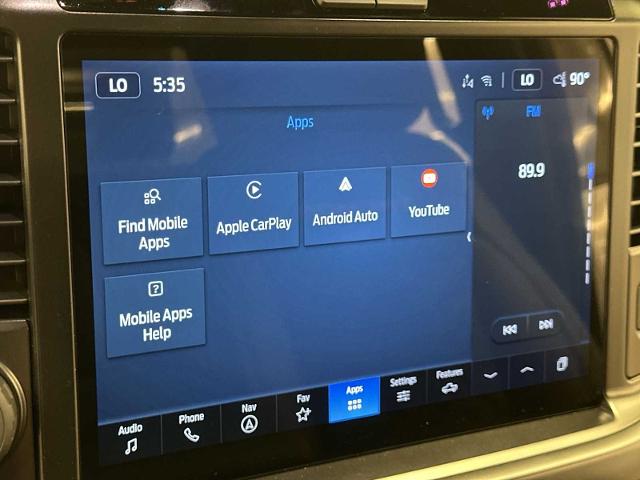 LO 5:35 LO 90°
Apps
FM
89.9
Find Mobile
Apps
Apple CarPlay
Android Auto
YouTube
Mobile Apps
Help
Audio
Phone
Nav
Fav
Apps
Settings
Features